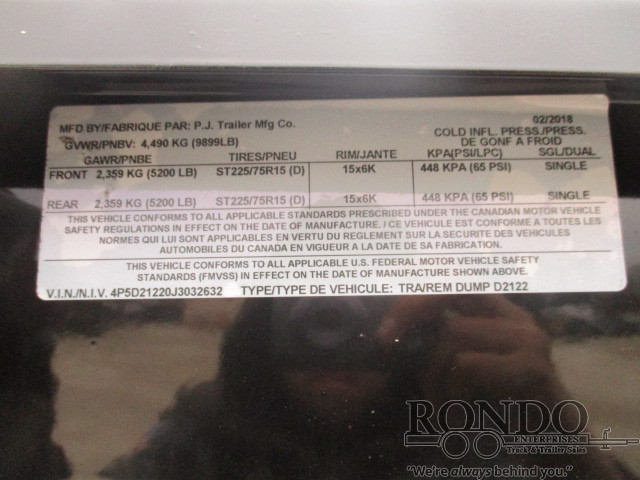 MFD BY/FABRIQUE PAR: P.J. Trailer Mfg Co. 02/2018
GVWR/PNBV: 4,490 KG (9899LB) COLD INFL. PRESS./PRESS. DE GONF A FROID
GAWR/PNBE TIRES/PNEU RIM/JANTE KPA(PSI/LPC) SGL/DUAL
FRONT 2,359 KG (5200 LB) ST225/75R15 (D) 15x6K 448 KPA (65 PSI) SINGLE
REAR 2,359 KG (5200 LB) ST225/75R15 (D) 15x6K 448 KPA (65 PSI) SINGLE
THIS VEHICLE CONFORMS TO ALL APPLICABLE STANDARDS PRESCRIBED UNDER THE CANADIAN MOTOR VEHICLE
SAFETY REGULATIONS IN EFFECT ON THE DATE OF MANUFACTURE. / CE VEHICULE EST CONFORME A TOUTES LES
NORMES QUI LUI SONT APPLICABLES EN VERTU DU REGLEMENT SUR LA SECURITE DES VEHICULES
AUTOMOBILES DU CANADA EN VIGUEUR A LA DATE DE SA FABRICATION.
THIS VEHICLE CONFORMS TO ALL APPLICABLE U.S. FEDERAL MOTOR VEHICLE SAFETY
STANDARDS (FMVSS) IN EFFECT ON THE DATE OF MANUFACTURE SHOWN ABOVE.
V.I.N./N.I.V. 4P5D21220J3032632 TYPE/TYPE DE VEHICULE: TRA/REM DUMP D2122
RONDO
ENTERPRISES
Truck & Trailer Sales
"We're always behind you."